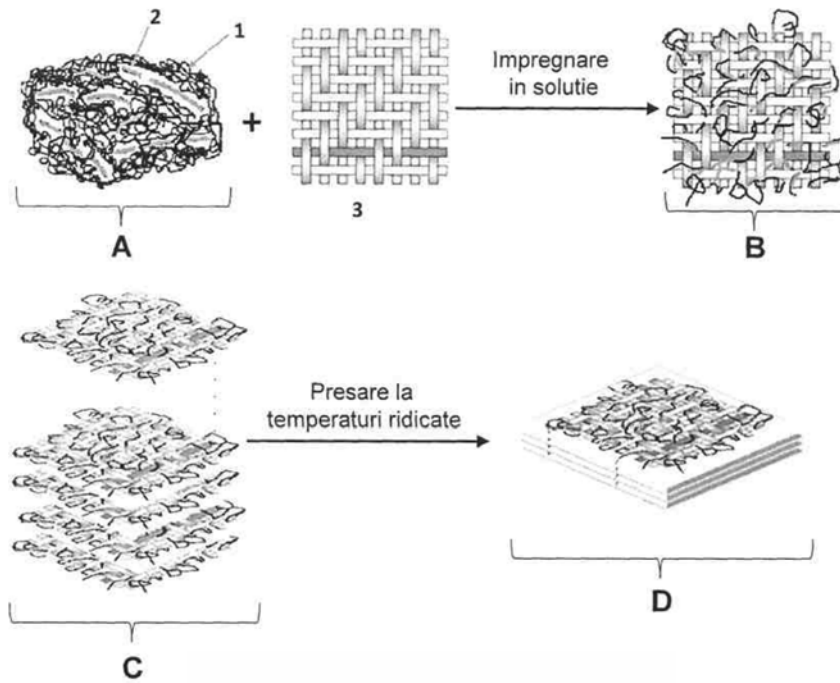 2
1
+
Impregnare
in solutie
3
A
B
Presare la
temperaturi ridicate
C
D